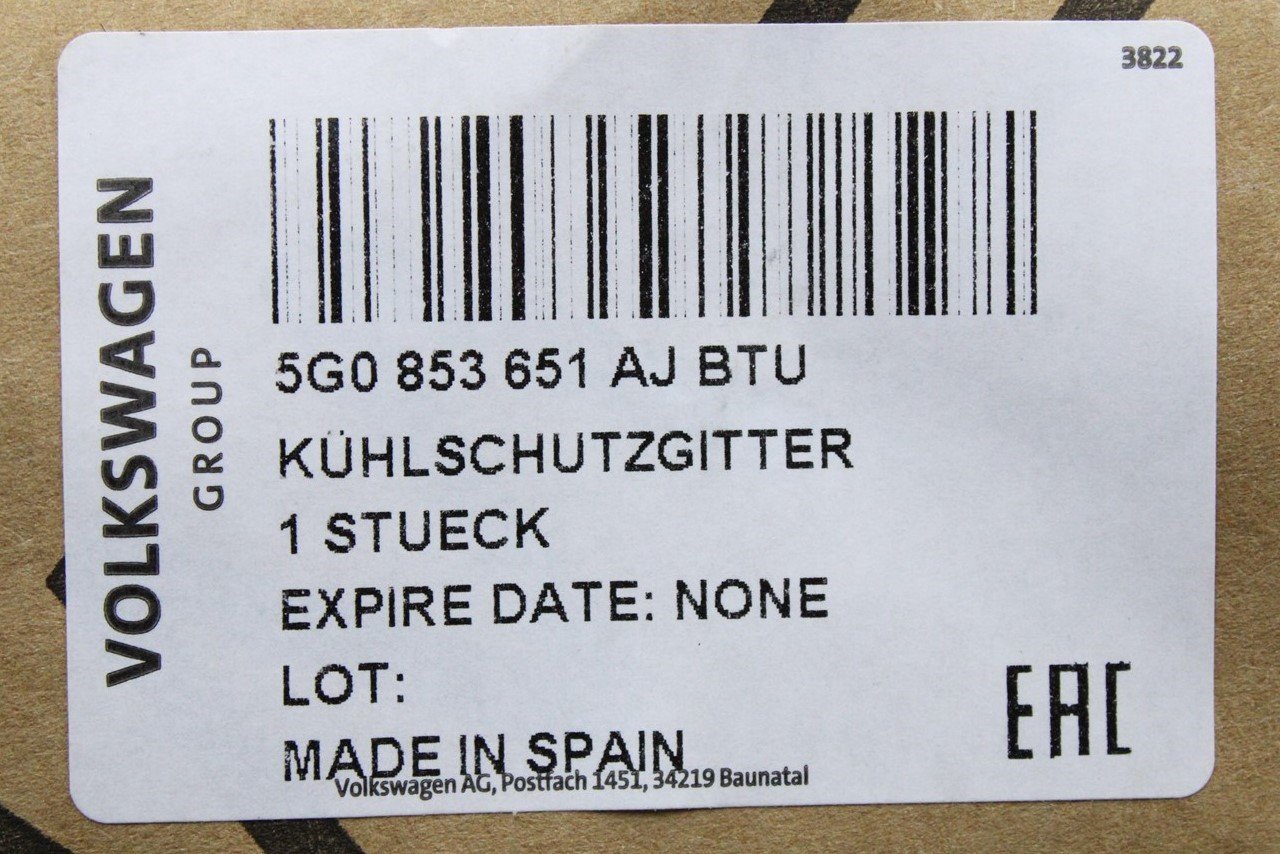 3822
VOLKSWAGEN
GROUP
5G0 853 651 AJ BTU
KÜHLSCHUTZGITTER
1 STUECK
EXPIRE DATE: NONE
LOT:
MADE IN SPAIN
Volkswagen AG, Postfach 1451, 34219 Baunatal
EAC